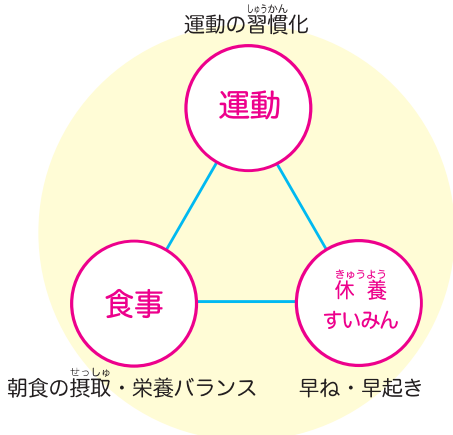 しゅうかん
運動の習慣化
運動
食事
きゅうよう
休養
すいみん
せっしゅ
朝食の摂取・栄養バランス
早ね・早起き